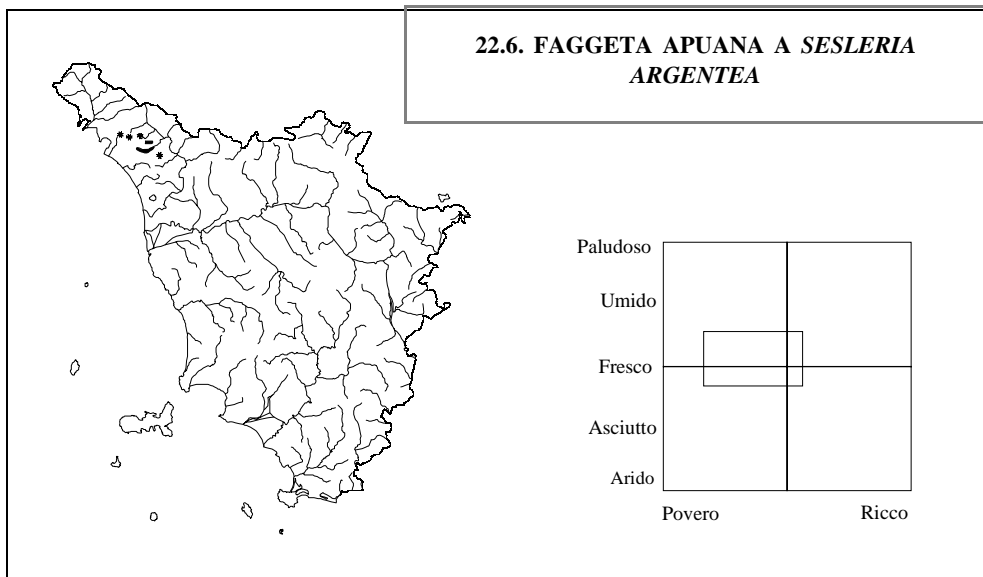 22.6. FAGGETA APUANA A SESLERIA
ARGENTEA
Paludoso
Umido
Fresco
Asciutto
Arido
Povero
Ricco